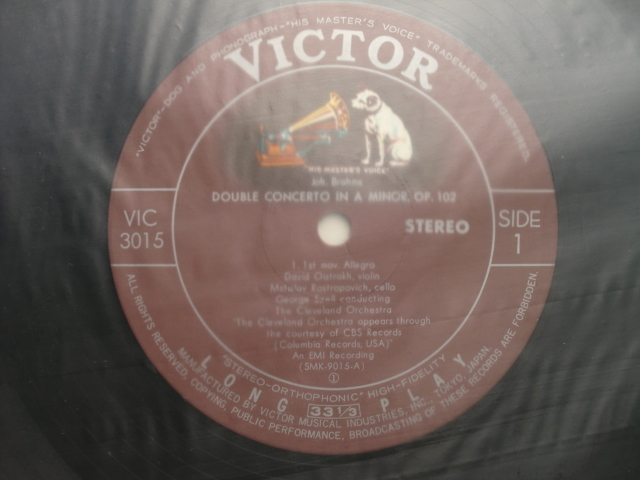 "VICTOR"-DOG AND PHONOGRAPH-"HIS MASTER'S VOICE" TRADEMARKS REGISTERED.
VICTOR
"HIS MASTER'S VOICE"
Joh. Brahms
DOUBLE CONCERTO IN A MINOR, OP. 102
VIC
3015
STEREO
SIDE
1
1. 1st mov. Allegro
David Oistrakh, violin
Mstislav Rostropovich, cello
George Szell conducting
The Cleveland Orchestra
"The Cleveland Orchestra appears through
the courtesy of CBS Records
(Columbia Records, USA)"
An EMI Recording
(SMK-9015-A)
①
"STEREO-ORTHOPHONIC" HIGH-FIDELITY
LONG 33 1/3 PLAY
MANUFACTURED BY VICTOR MUSICAL INDUSTRIES, INC., TOKYO, JAPAN.
ALL RIGHTS RESERVED. COPYING, PUBLIC PERFORMANCE, BROADCASTING OF THESE RECORDS ARE FORBIDDEN.